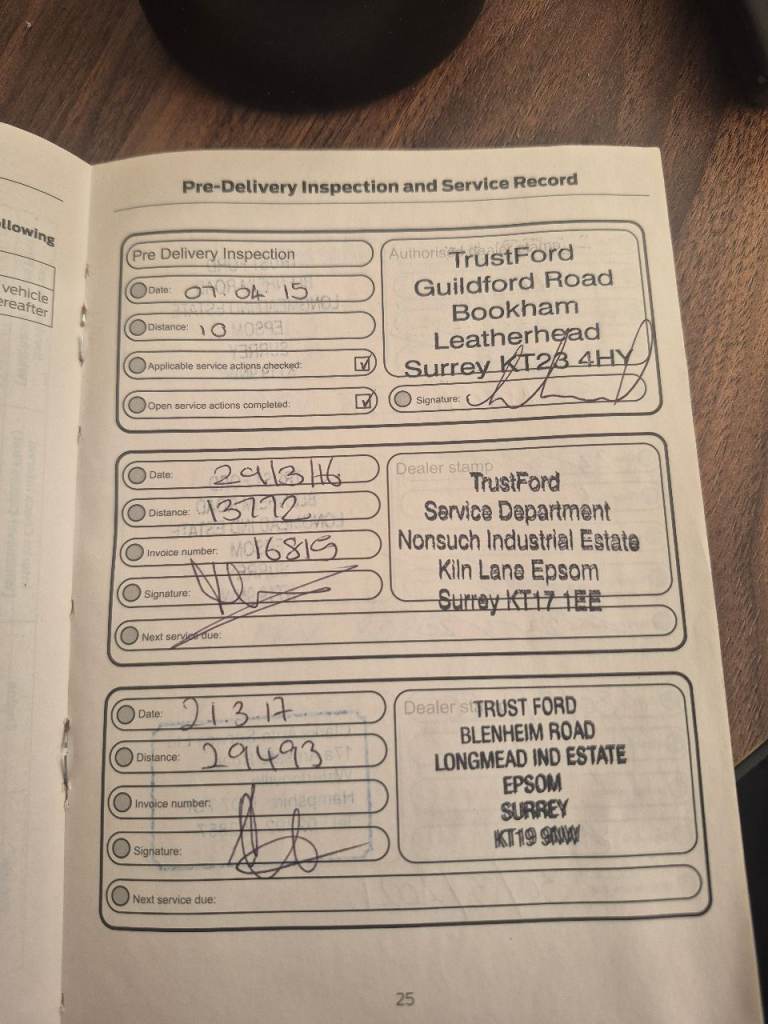 llowing
vehicle
ereafter
Pre-Delivery Inspection and Service Record
Pre Delivery Inspection
Date: 07.04.15
Distance: 10
Applicable service actions checked:
Open service actions completed:
Authorised dealer stamp
TrustFord
Guildford Road
Bookham
Leatherhead
Surrey KT23 4HY
Signature:
Date: 29/3/16
Distance: 13772
Invoice number: 16819
Signature:
Next service due:
Dealer stamp
TrustFord
Service Department
Nonsuch Industrial Estate
Kiln Lane Epsom
Surrey KT17 1EE
Date: 21.3.17
Distance: 29493
Invoice number:
Signature:
Next service due:
Dealer
TRUST FORD
BLENHEIM ROAD
LONGMEAD IND ESTATE
EPSOM
SURREY
KT19 9NW
25